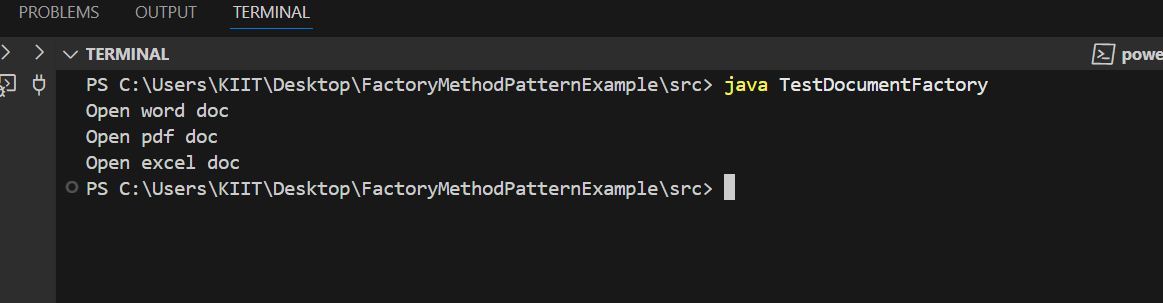 PROBLEMS OUTPUT TERMINAL
TERMINAL
PS C:\Users\KIIT\Desktop\FactoryMethodPatternExample\src> java TestDocumentFactory
Open word doc
Open pdf doc
Open excel doc
PS C:\Users\KIIT\Desktop\FactoryMethodPatternExample\src>